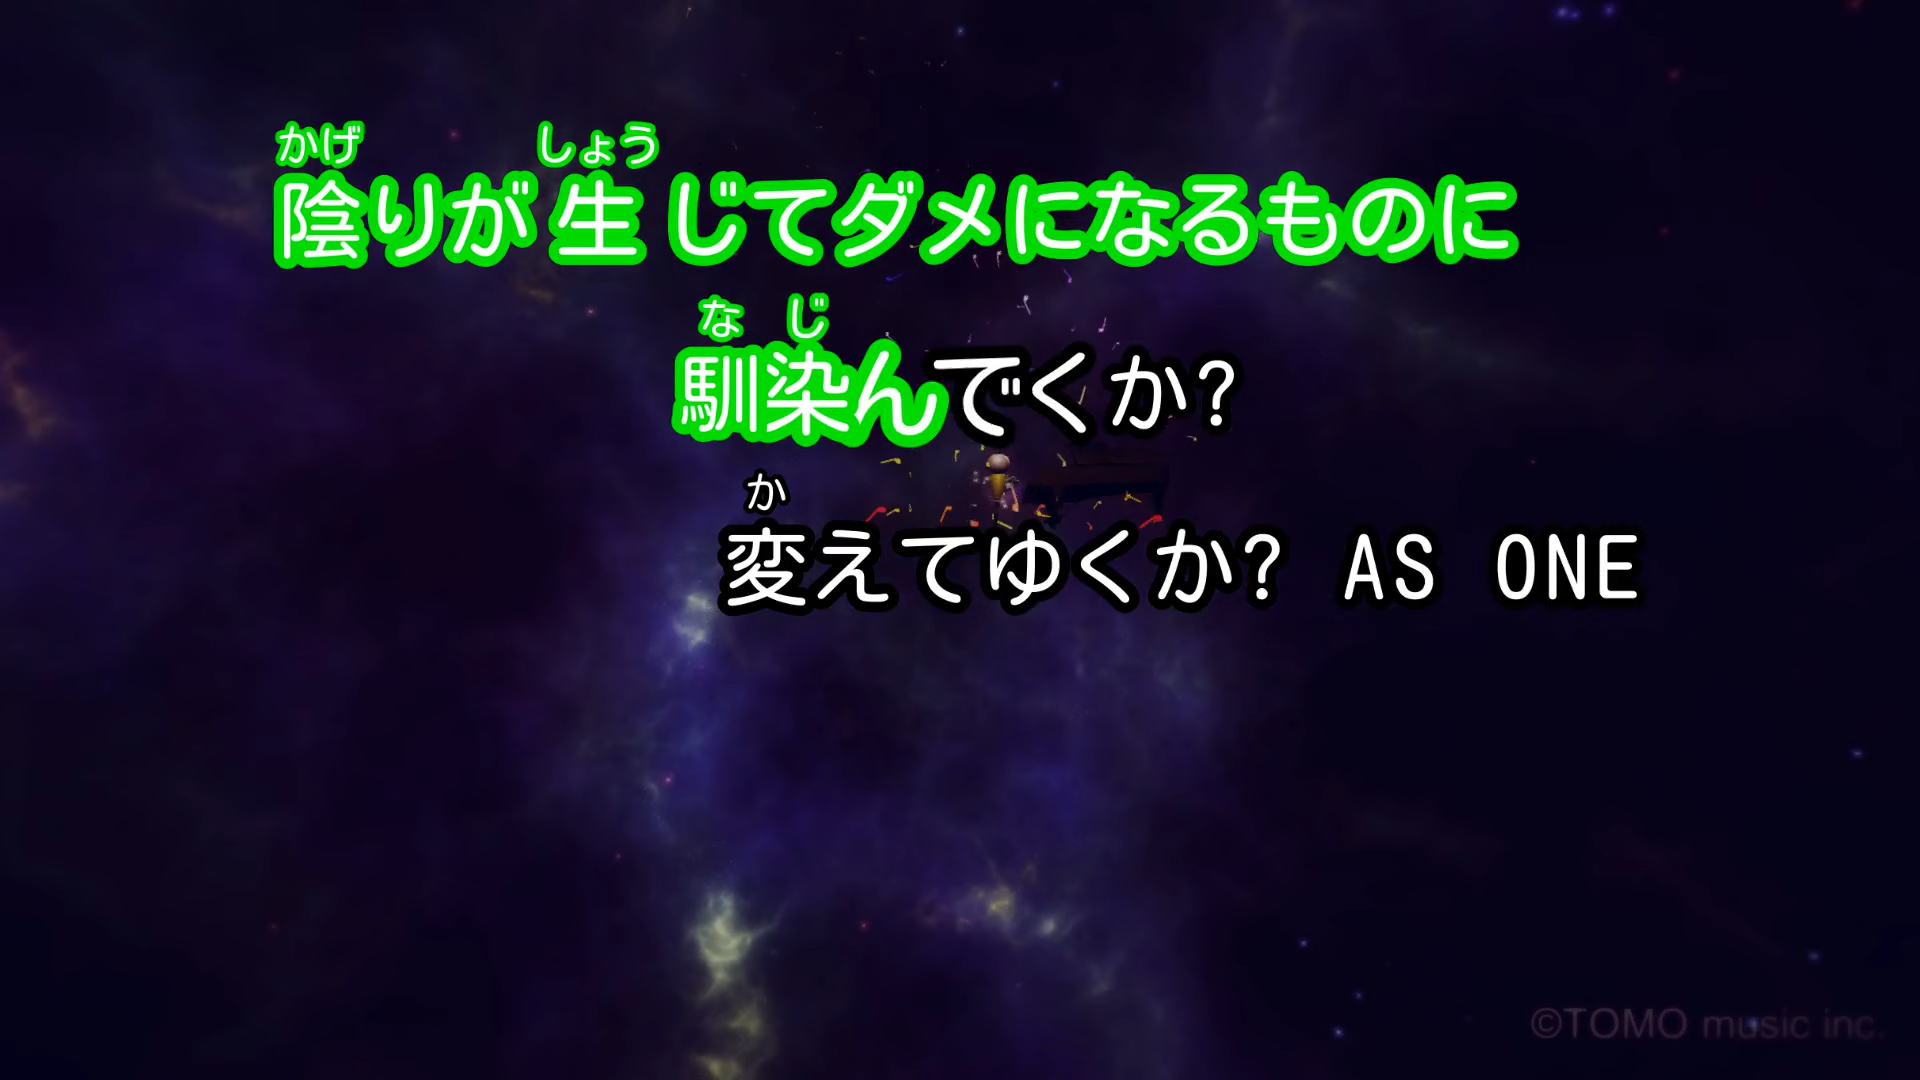 かげ しょう
陰りが生じてダメになるものに
な じ
馴染んでくか?
か
変えてゆくか? AS ONE
©TOMO music inc.